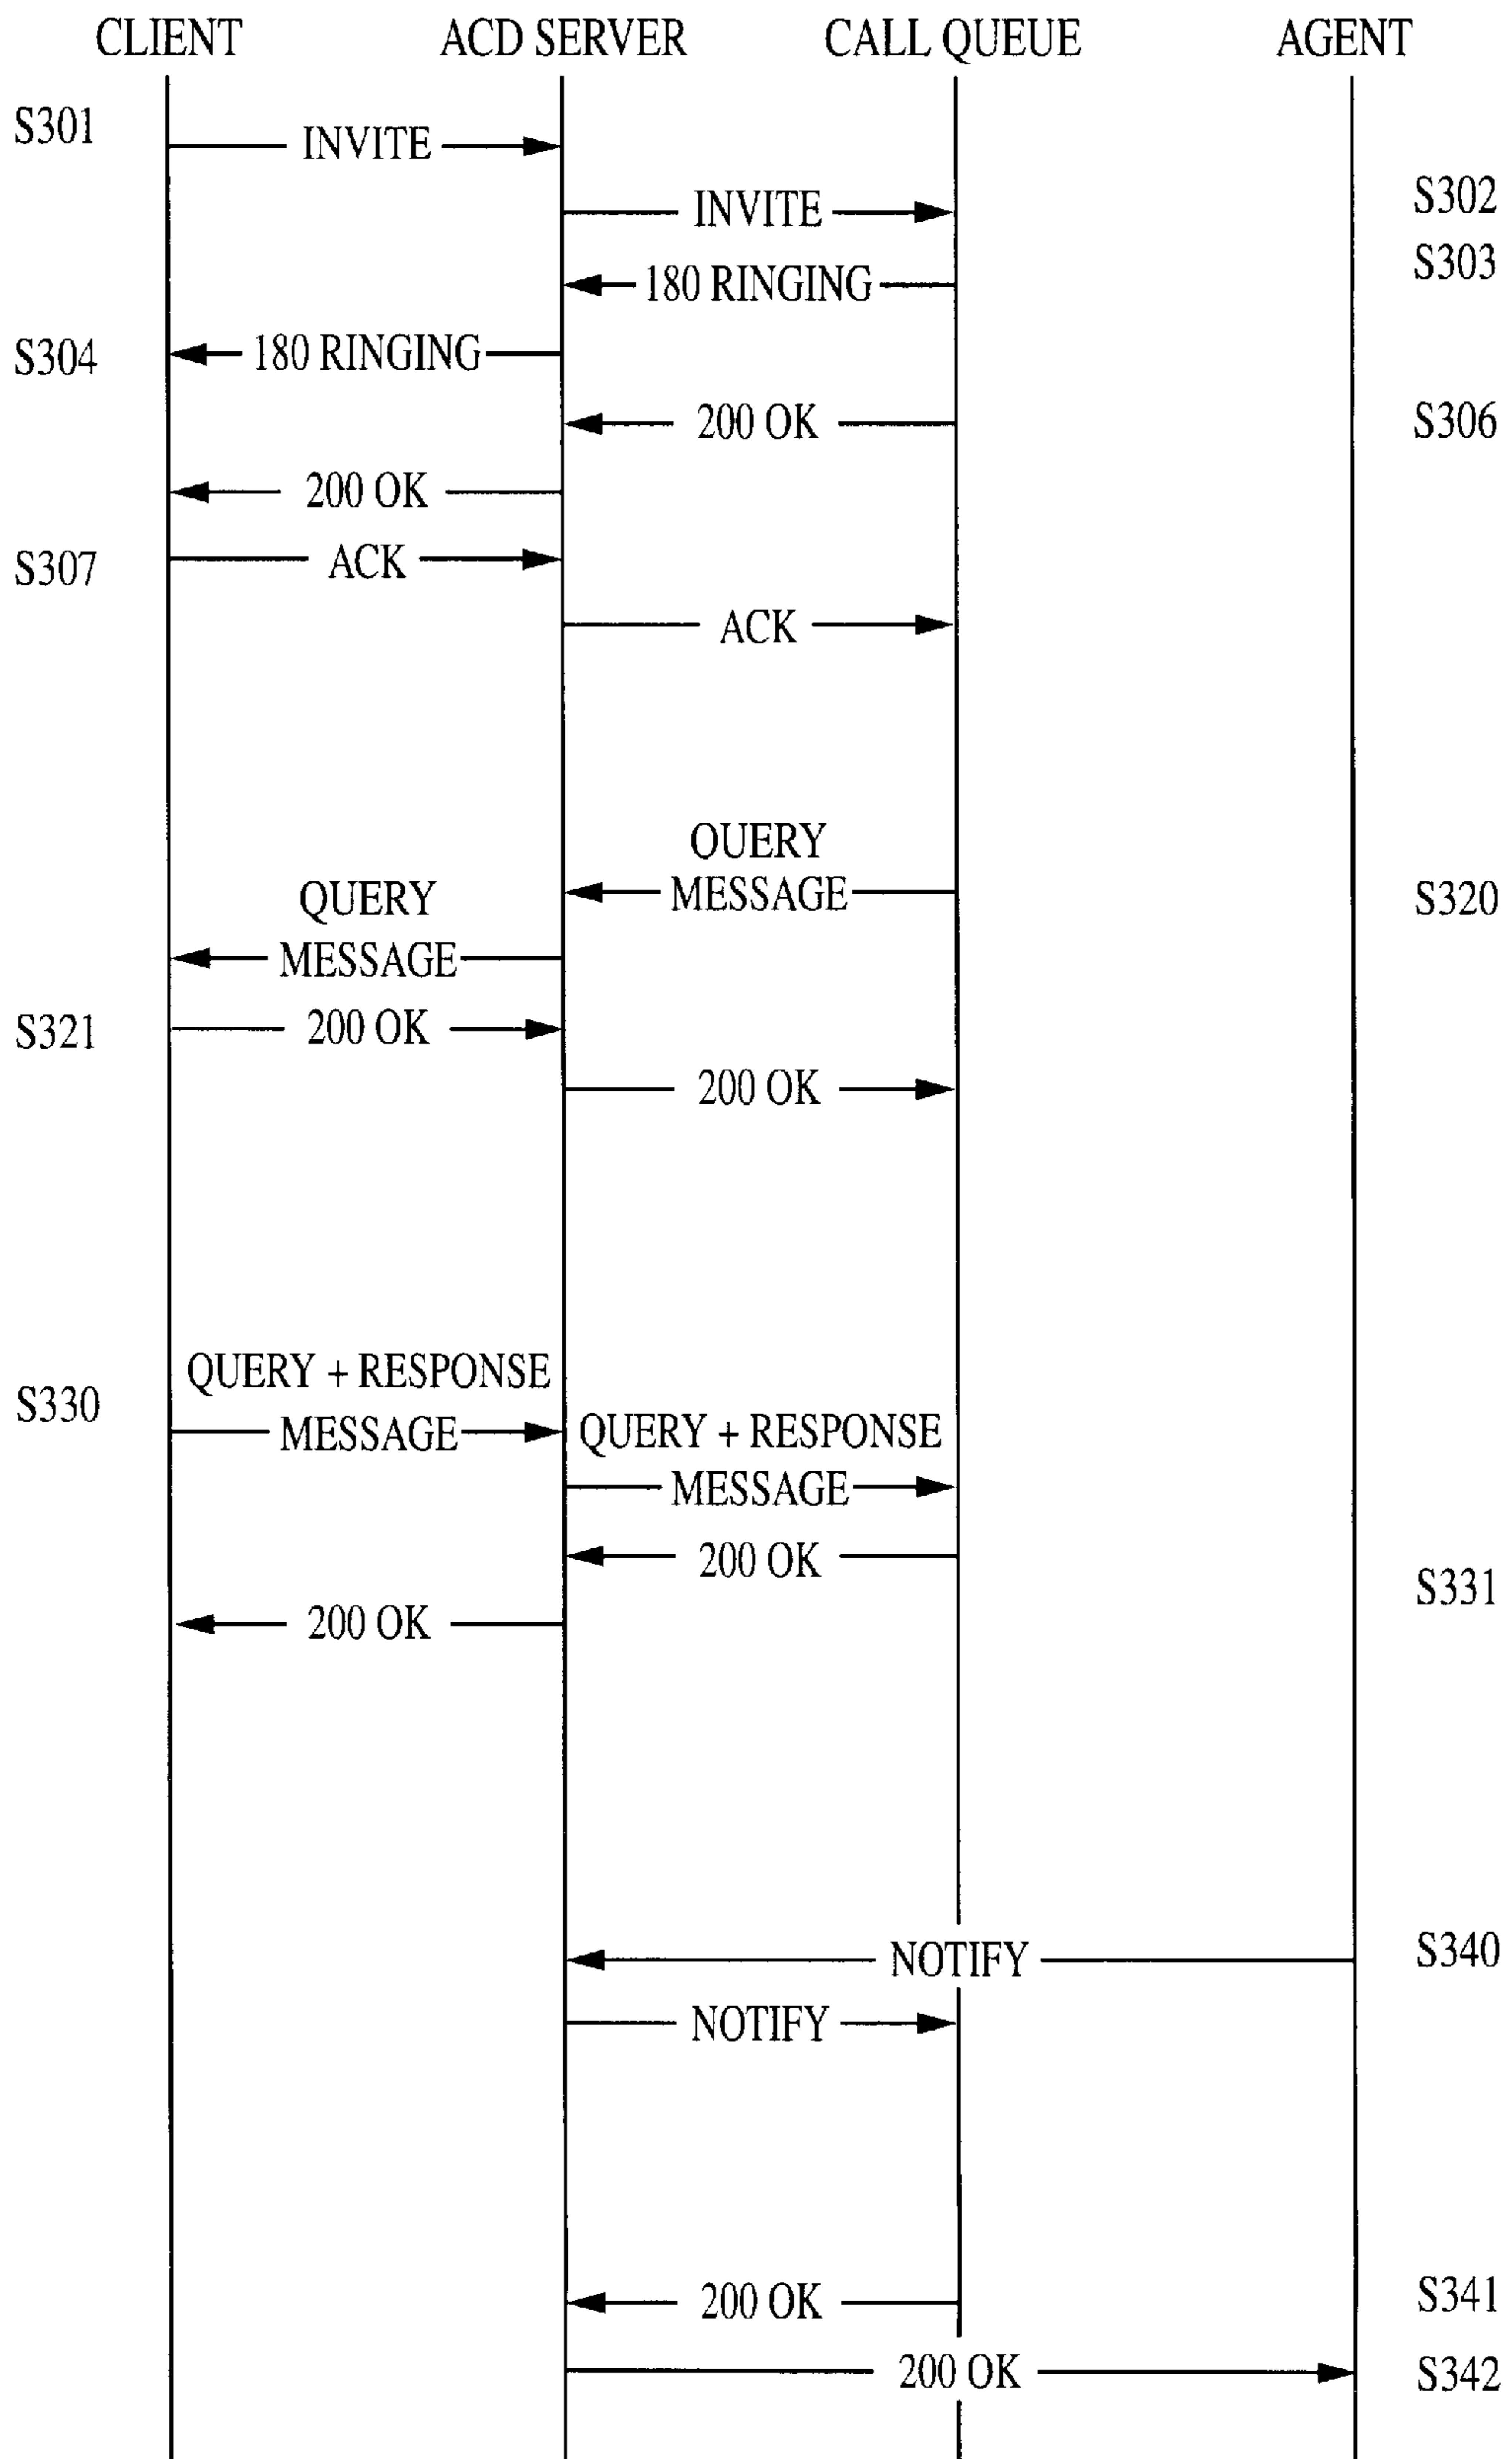 CLIENT ACD SERVER CALL QUEUE AGENT
S301 INVITE
INVITE S302
180 RINGING S303
S304 180 RINGING
200 OK S306
200 OK
S307 ACK
ACK
OUERY
MESSAGE S320
QUERY
MESSAGE
S321 200 OK
200 OK
QUERY + RESPONSE
S330 MESSAGE
QUERY + RESPONSE
MESSAGE
200 OK S331
200 OK
NOTIFY S340
NOTIFY
200 OK S341
200 OK S342